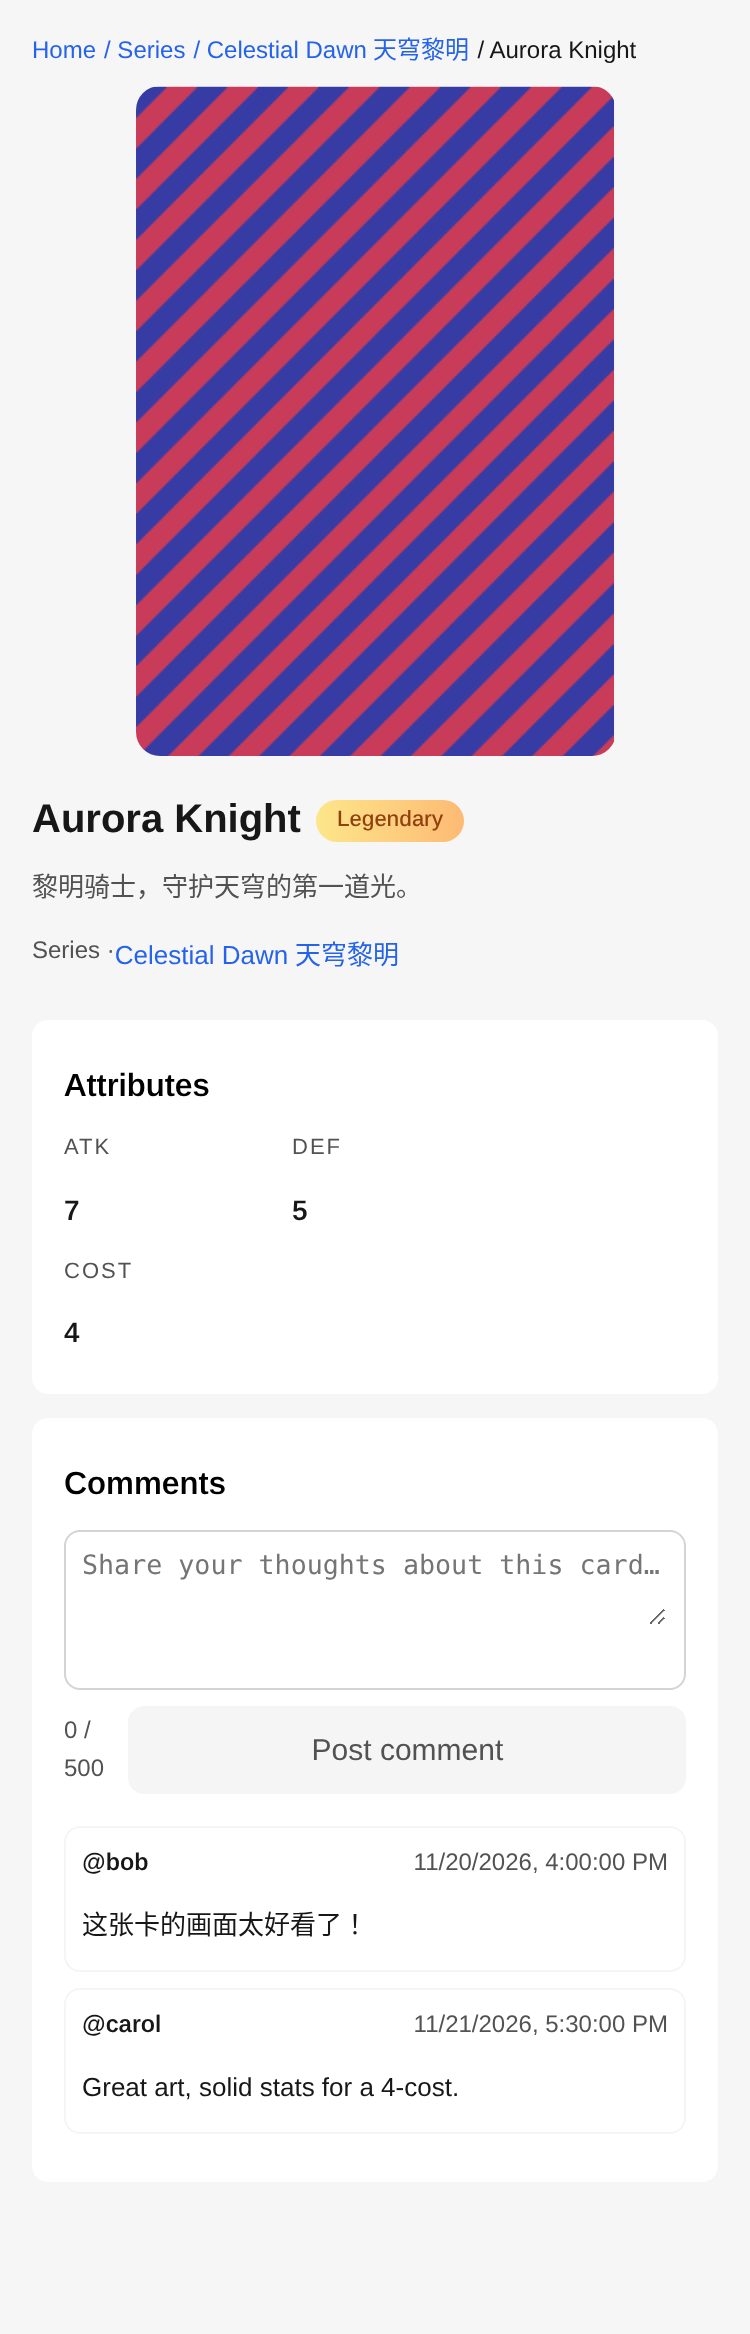 Home / Series / Celestial Dawn 天穹黎明 / Aurora Knight
Aurora Knight Legendary
黎明骑士，守护天穹的第一道光。
Series · Celestial Dawn 天穹黎明
Attributes
ATK DEF
7 5
COST
4
Comments
Share your thoughts about this card…
0 /
500
Post comment
@bob 11/20/2026, 4:00:00 PM
这张卡的画面太好看了！
@carol 11/21/2026, 5:30:00 PM
Great art, solid stats for a 4-cost.